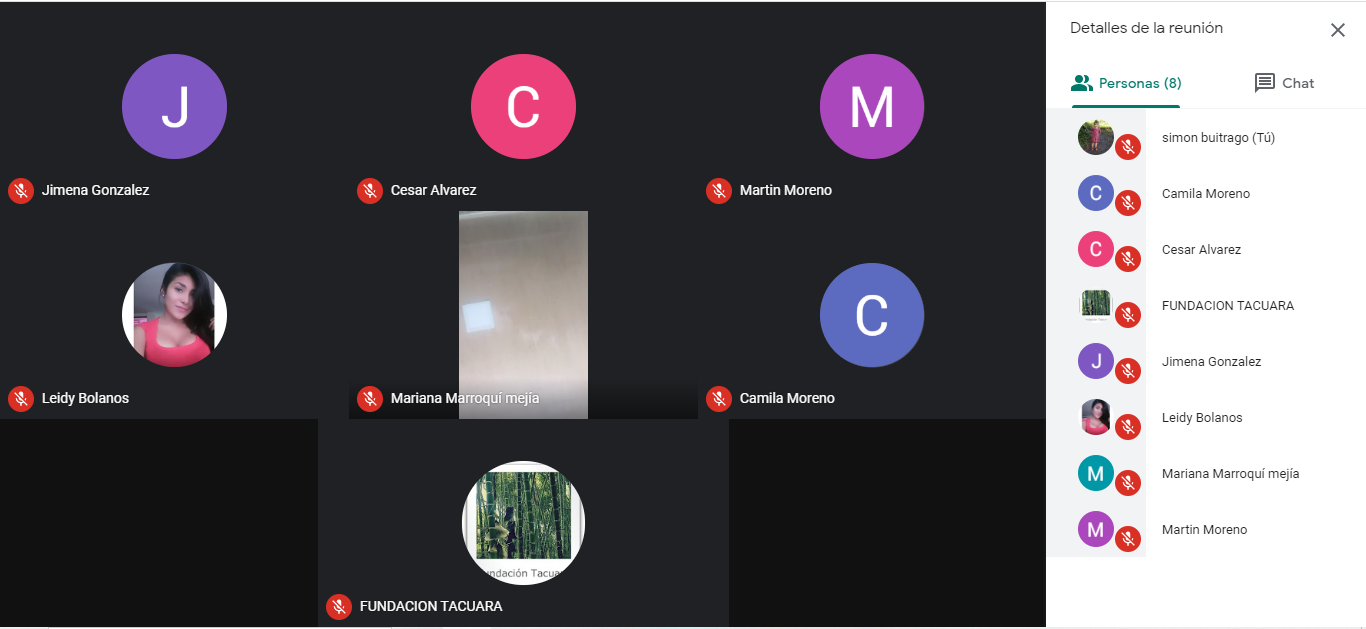 J
C
M
Jimena Gonzalez
Cesar Alvarez
Martin Moreno
C
Leidy Bolanos
Mariana Marroquí mejía
Camila Moreno
ndación Tacua
FUNDACION TACUARA
Detalles de la reunión
Personas (8)
Chat
simon buitrago (Tú)
C
Camila Moreno
C
Cesar Alvarez
FUNDACION TACUARA
J
Jimena Gonzalez
Leidy Bolanos
M
Mariana Marroquí mejía
M
Martin Moreno